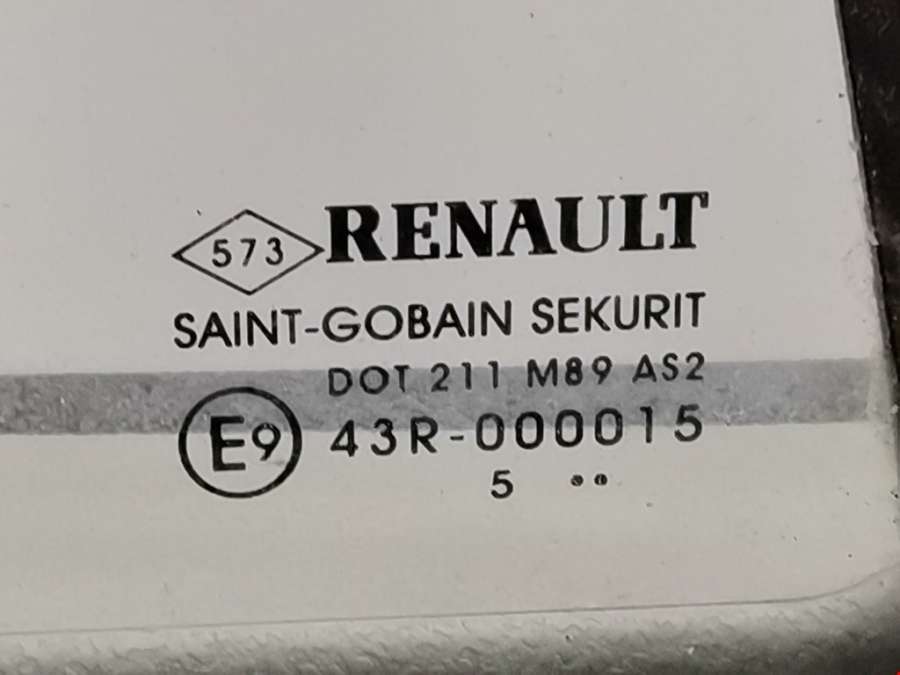 573 RENAULT
SAINT-GOBAIN SEKURIT
DOT 211 M89 AS2
E9 43R-000015
5 ••